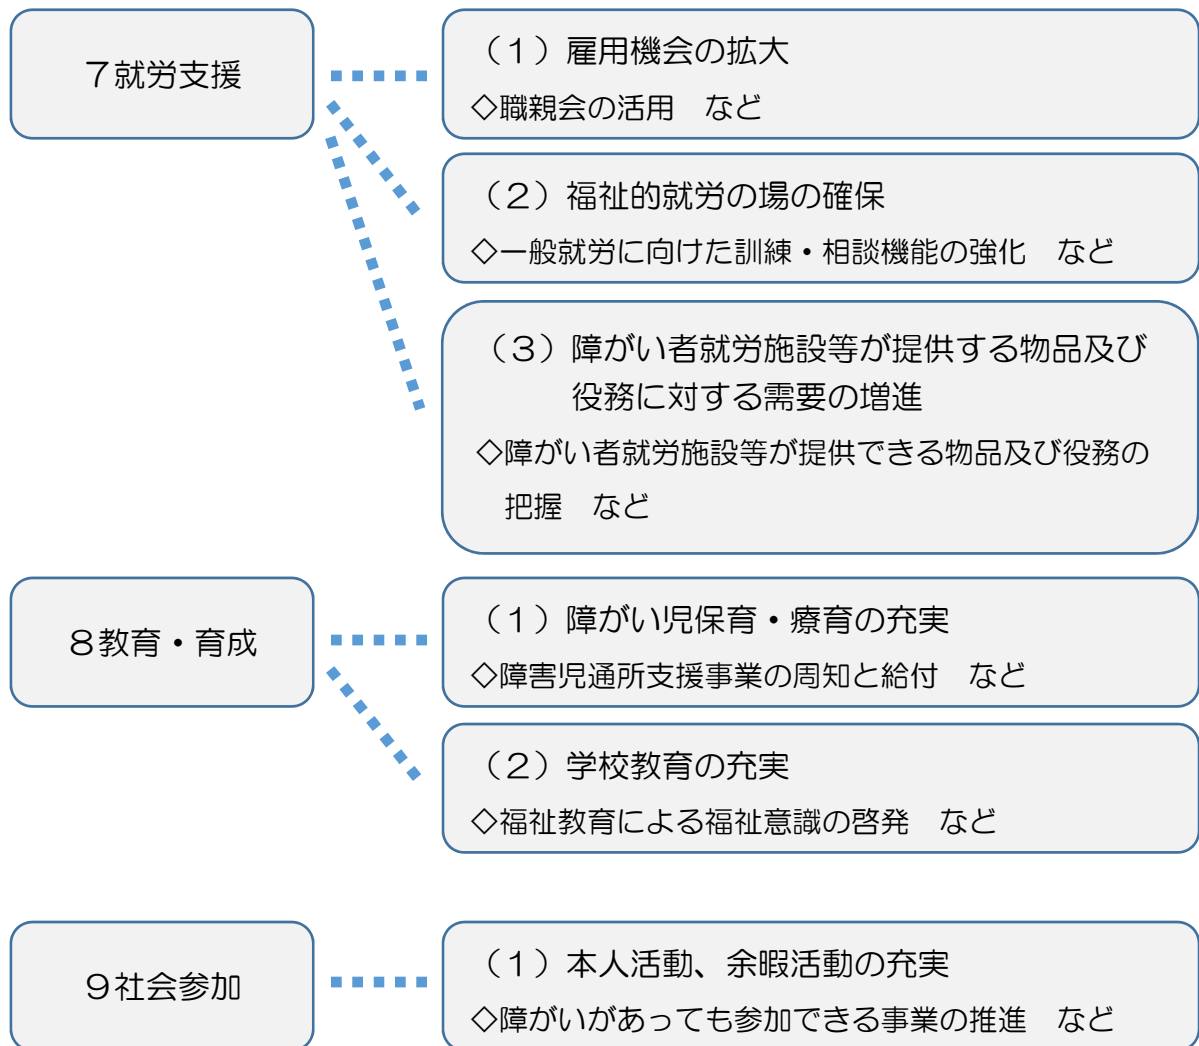 ７就労支援
（１）雇用機会の拡大
◇職親会の活用　など
（２）福祉的就労の場の確保
◇一般就労に向けた訓練・相談機能の強化　など
（３）障がい者就労施設等が提供する物品及び
役務に対する需要の増進
◇障がい者就労施設等が提供できる物品及び役務の
把握　など
８教育・育成
（１）障がい児保育・療育の充実
◇障害児通所支援事業の周知と給付　など
（２）学校教育の充実
◇福祉教育による福祉意識の啓発　など
９社会参加
（１）本人活動、余暇活動の充実
◇障がいがあっても参加できる事業の推進　など